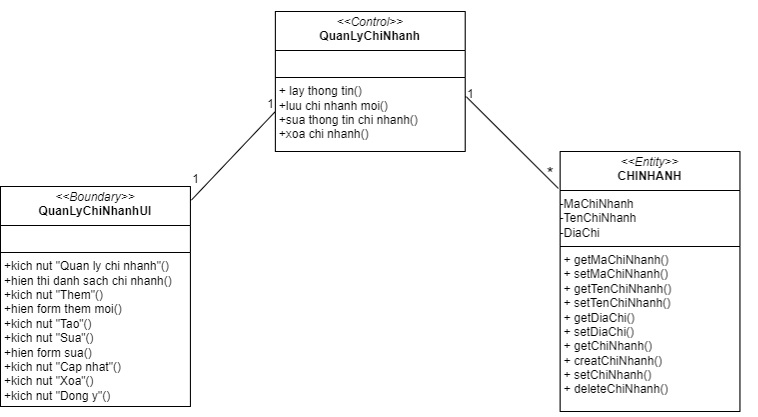 <<Control>>
QuanLyChiNhanh
+ lay thong tin()
+luu chi nhanh moi()
+sua thong tin chi nhanh()
+xoa chi nhanh()
1
1
1
*
<<Boundary>>
QuanLyChiNhanhUI
+kich nut "Quan ly chi nhanh"()
+hien thi danh sach chi nhanh()
+kich nut "Them"()
+hien form them moi()
+kich nut "Tao"()
+kich nut "Sua"()
+hien form sua()
+kich nut "Cap nhat"()
+kich nut "Xoa"()
+kich nut "Dong y"()
<<Entity>>
CHINHANH
-MaChiNhanh
-TenChiNhanh
-DiaChi
+ getMaChiNhanh()
+ setMaChiNhanh()
+ getTenChiNhanh()
+ setTenChiNhanh()
+ getDiaChi()
+ setDiaChi()
+ getChiNhanh()
+ creatChiNhanh()
+ setChiNhanh()
+ deleteChiNhanh()